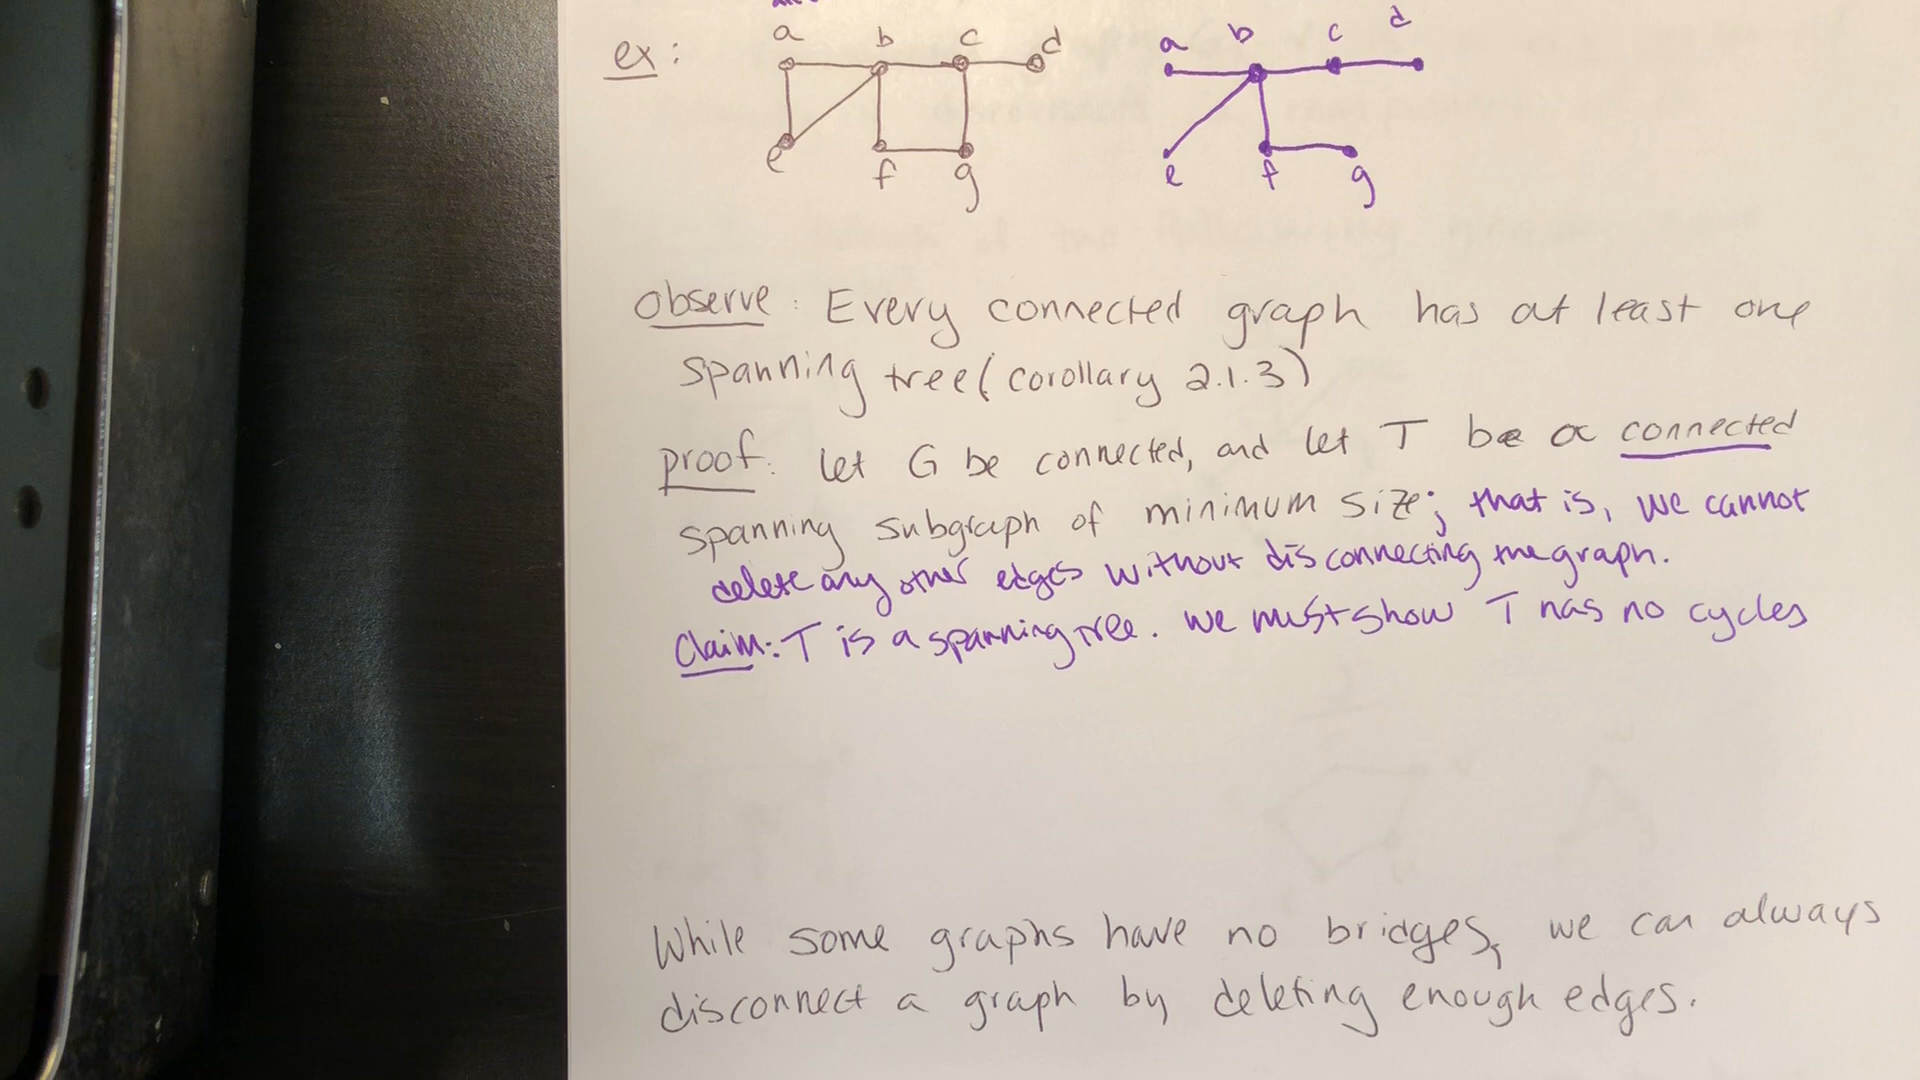 ex:
a b c d
e f g
a b c d
e f g
observe: Every connected graph has at least one
spanning tree (corollary 2.1.3)
proof: let G be connected, and let T be a connected
spanning subgraph of minimum size; that is, we cannot
delete any other edges without disconnecting the graph.
Claim: T is a spanning tree. we must show T has no cycles
While some graphs have no bridges, we can always
disconnect a graph by deleting enough edges.